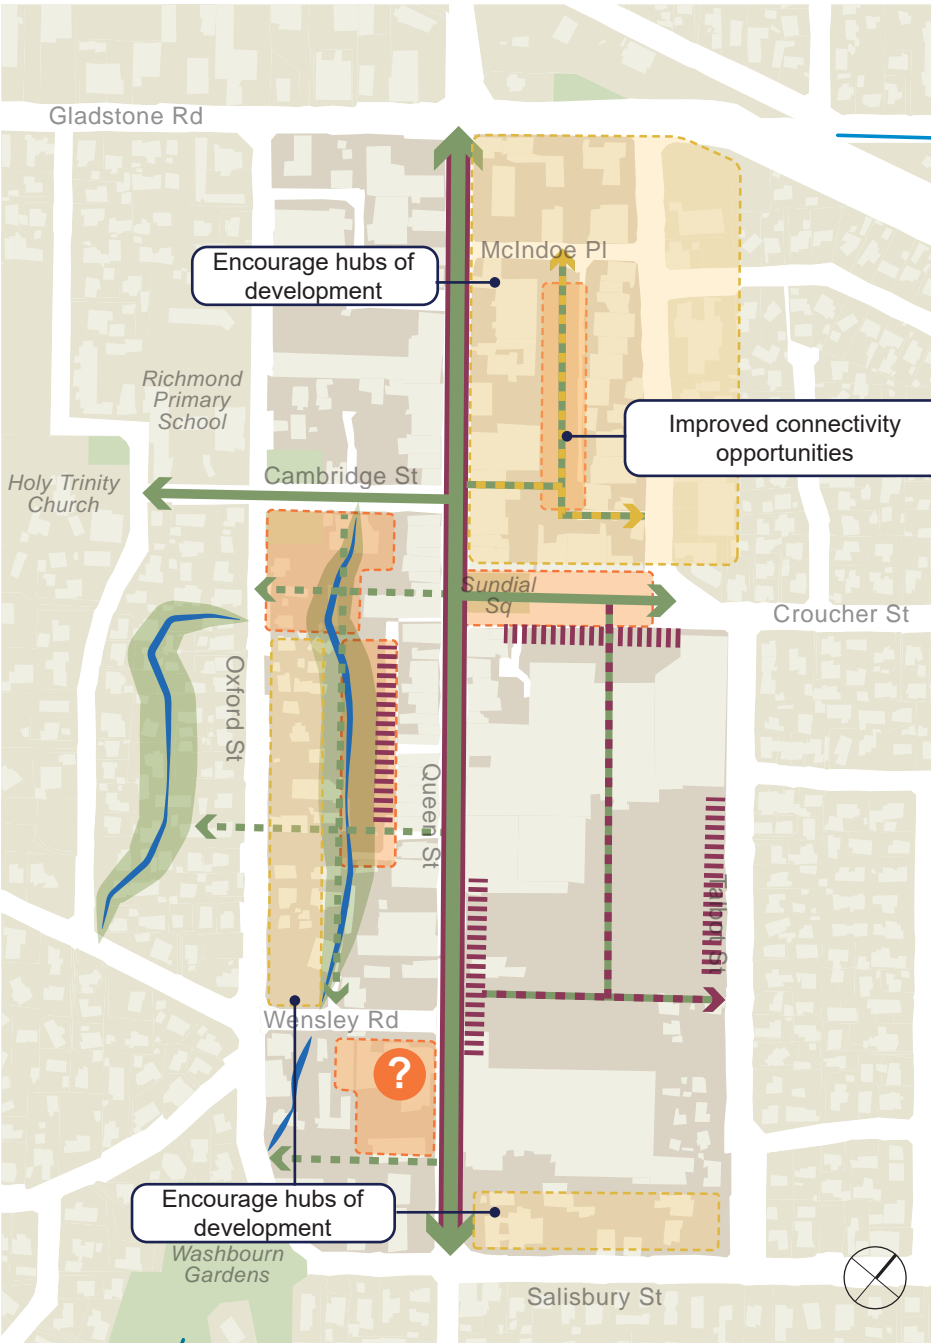 Gladstone Rd
McIndoe Pl
Encourage hubs of
development
Richmond
Primary
School
Improved connectivity
opportunities
Cambridge St
Holy Trinity
Church
Sundial
Sq
Croucher St
Oxford St
Queen St
Talbot St
Wensley Rd
?
Encourage hubs of
development
Washbourn
Gardens
Salisbury St